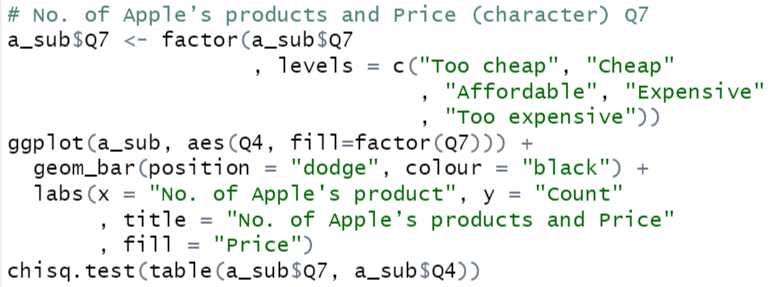 # No. of Apple’s products and Price (character) Q7
a_sub$Q7 <- factor(a_sub$Q7
, levels = c("Too cheap", "Cheap"
, "Affordable", "Expensive"
, "Too expensive"))
ggplot(a_sub, aes(Q4, fill=factor(Q7))) +
geom_bar(position = "dodge", colour = "black") +
labs(x = "No. of Apple's product", y = "Count"
, title = "No. of Apple’s products and Price"
, fill = "Price")
chisq.test(table(a_sub$Q7, a_sub$Q4))